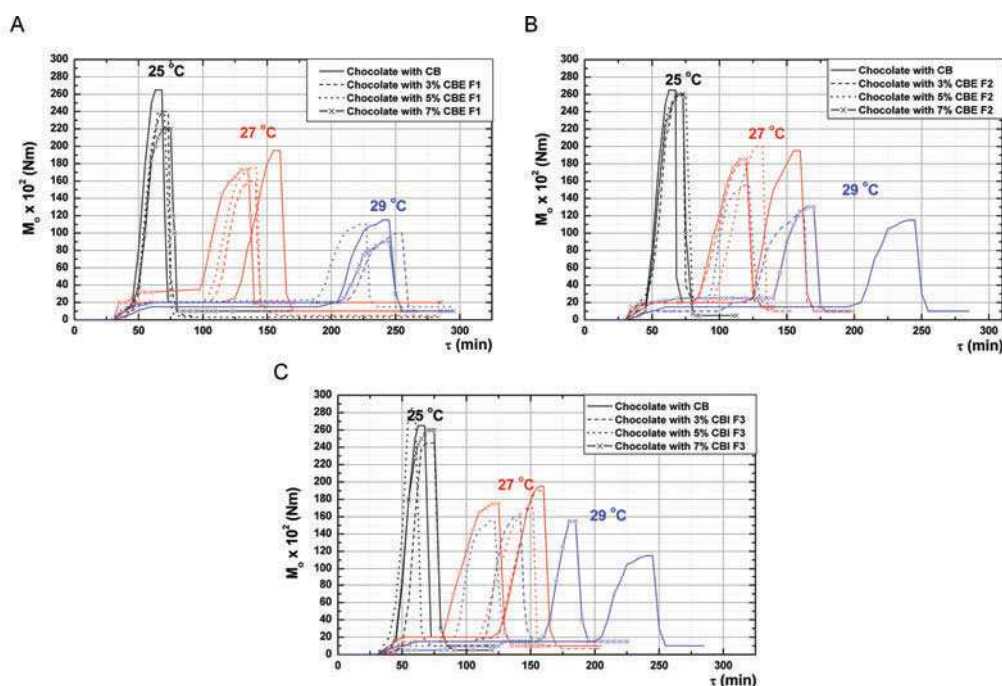 A
M₀ x 10² (Nm)
300
280
260
240
220
200
180
160
140
120
100
80
60
40
20
0
25 °C
27 °C
29 °C
Chocolate with CB
Chocolate with 3% CBE F1
Chocolate with 5% CBE F1
Chocolate with 7% CBE F1
0 50 100 150 200 250 300
τ (min)
B
M₀ x 10² (Nm)
300
280
260
240
220
200
180
160
140
120
100
80
60
40
20
0
25 °C
27 °C
29 °C
Chocolate with CB
Chocolate with 3% CBE F2
Chocolate with 5% CBE F2
Chocolate with 7% CBE F2
0 50 100 150 200 250 300
τ (min)
C
M₀ x 10² (Nm)
300
280
260
240
220
200
180
160
140
120
100
80
60
40
20
0
25 °C
27 °C
29 °C
Chocolate with CB
Chocolate with 3% CBI F3
Chocolate with 5% CBI F3
Chocolate with 7% CBI F3
0 50 100 150 200 250 300
τ (min)